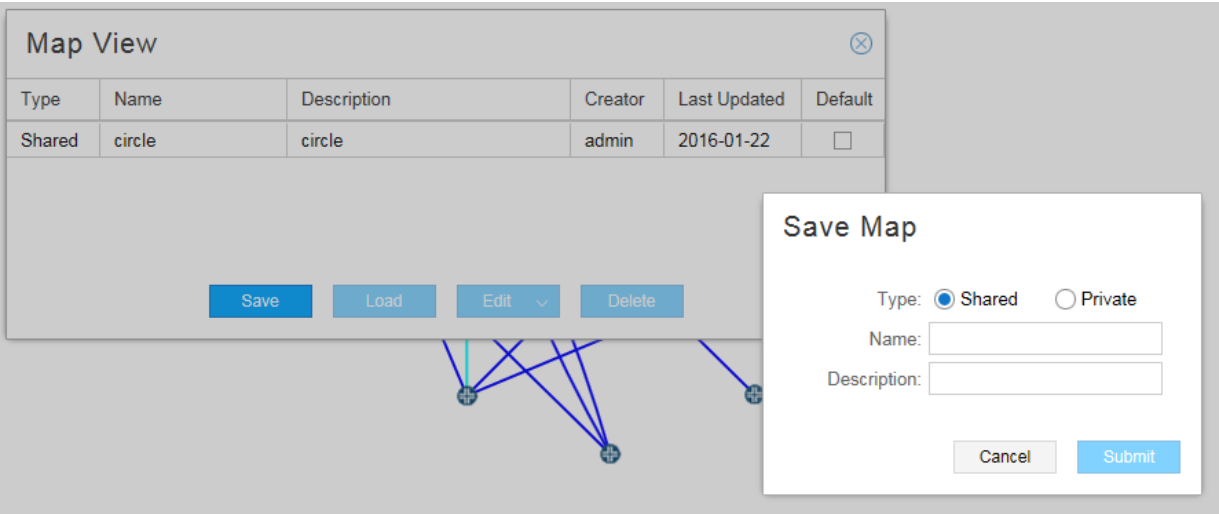 Map View
Type Name Description Creator Last Updated Default
Shared circle circle admin 2016-01-22
Save Load Edit Delete
Save Map
Type: Shared Private
Name:
Description:
Cancel Submit